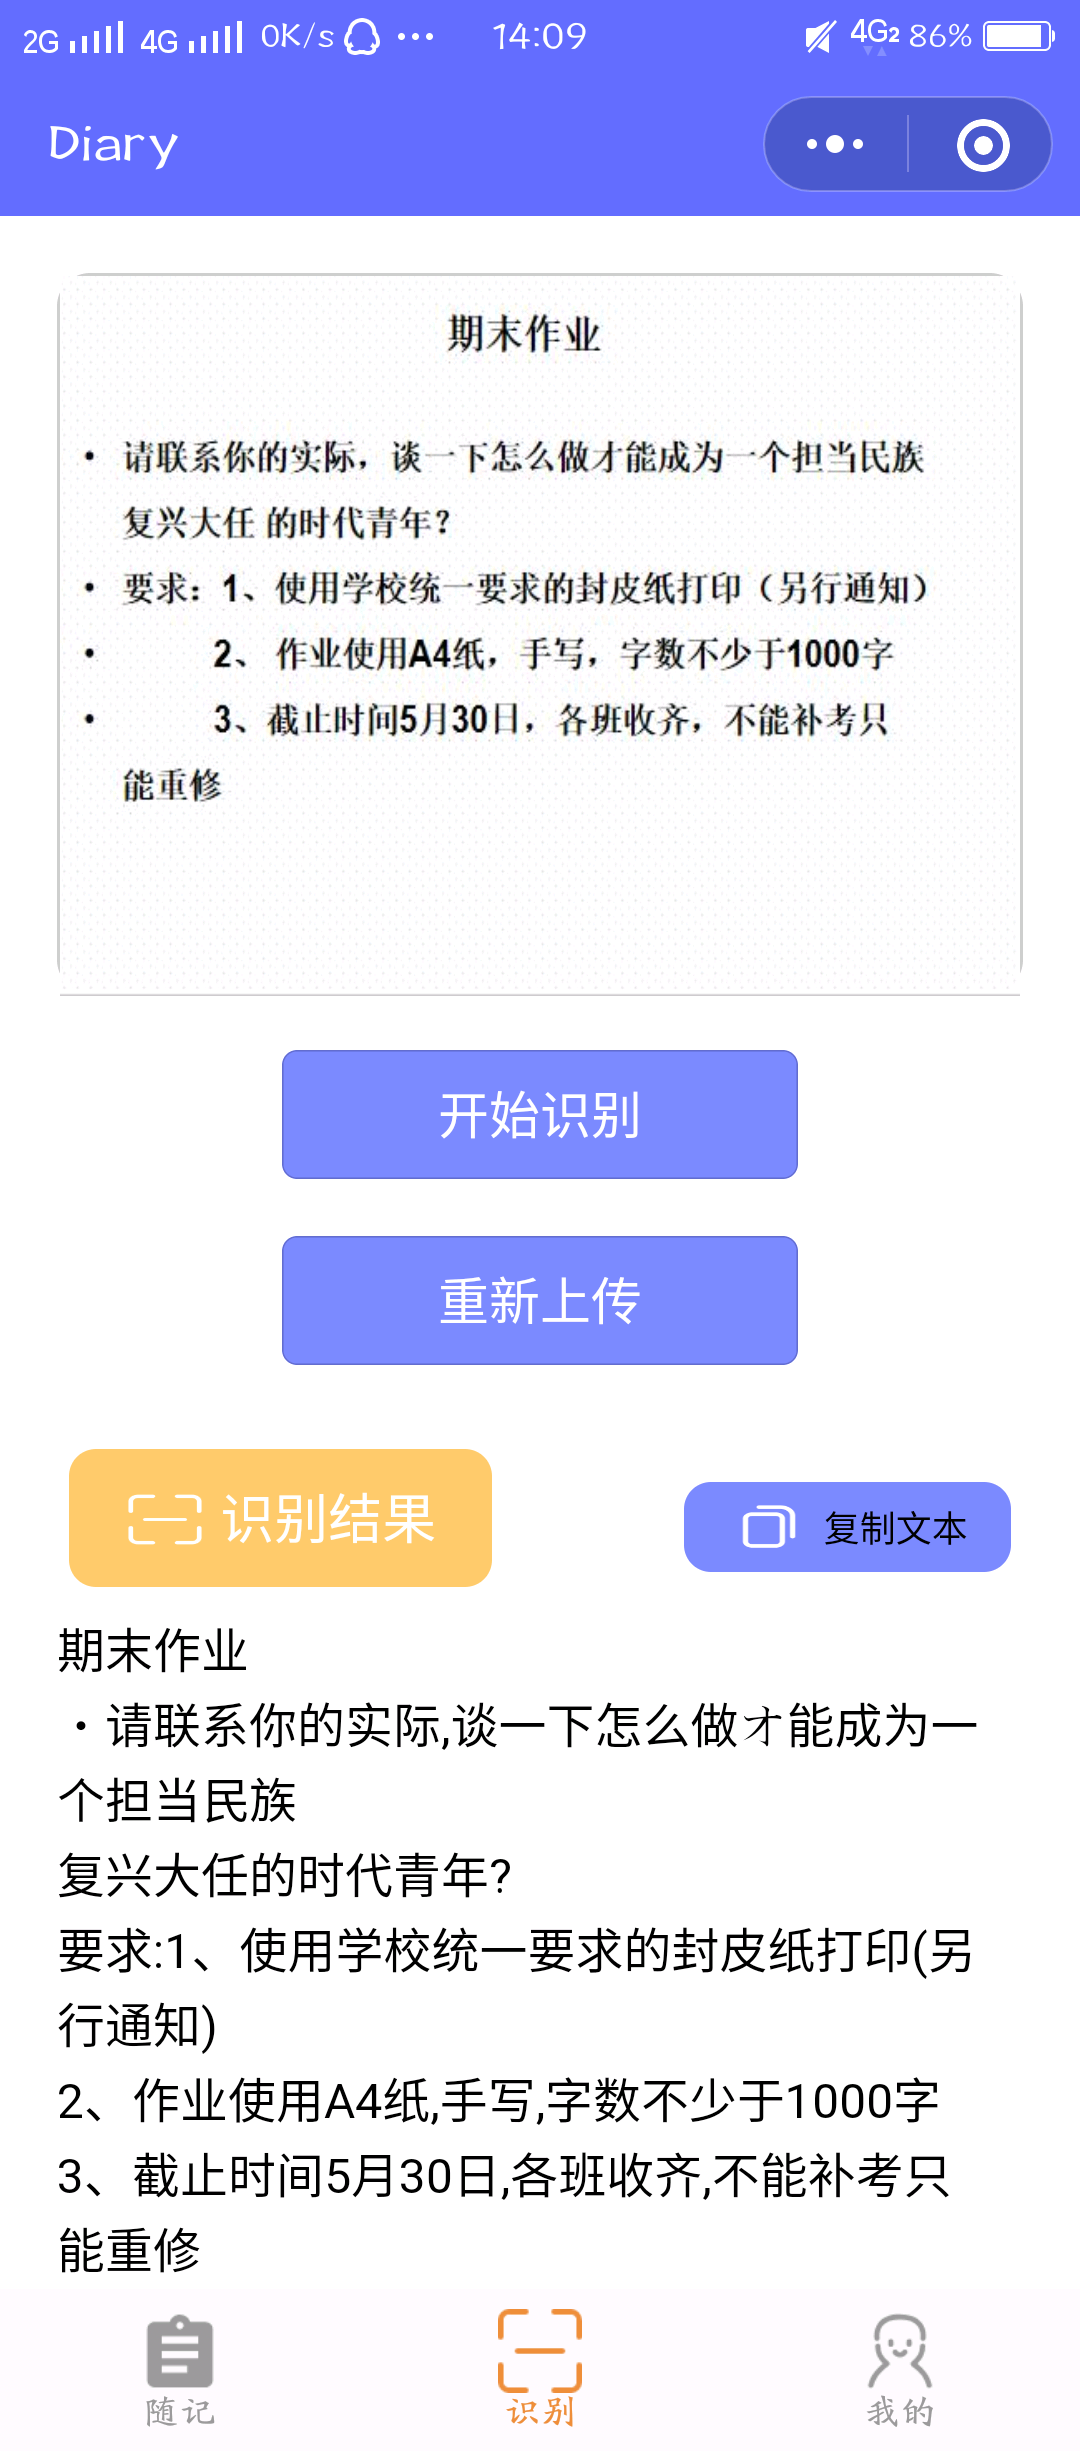 2G 4G 0K/s 14:09 4G2 86%
Diary
期末作业
• 请联系你的实际，谈一下怎么做才能成为一个担当民族
复兴大任 的时代青年？
• 要求：1、使用学校统一要求的封皮纸打印（另行通知）
• 2、 作业使用A4纸，手写，字数不少于1000字
• 3、截止时间5月30日，各班收齐，不能补考只
能重修
开始识别
重新上传
识别结果
复制文本
期末作业
・请联系你的实际,谈一下怎么做オ能成为一
个担当民族
复兴大任的时代青年?
要求:1、使用学校统一要求的封皮纸打印(另
行通知)
2、作业使用A4纸,手写,字数不少于1000字
3、截止时间5月30日,各班收齐,不能补考只
能重修
随记 识别 我的